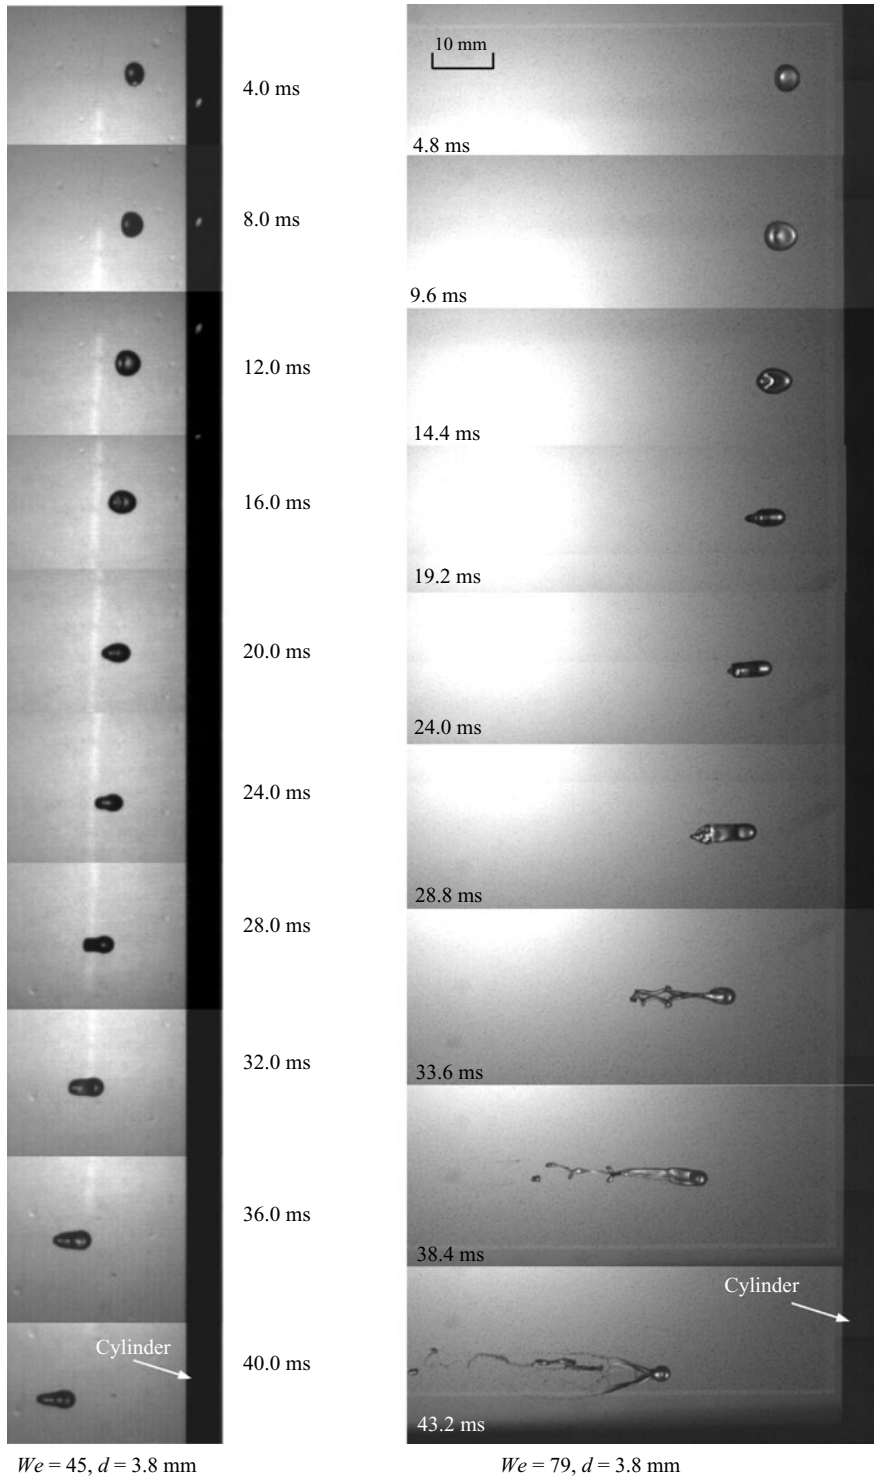 4.0 ms
8.0 ms
12.0 ms
16.0 ms
20.0 ms
24.0 ms
28.0 ms
32.0 ms
36.0 ms
Cylinder
40.0 ms
We = 45, d = 3.8 mm
10 mm
4.8 ms
9.6 ms
14.4 ms
19.2 ms
24.0 ms
28.8 ms
33.6 ms
38.4 ms
Cylinder
43.2 ms
We = 79, d = 3.8 mm